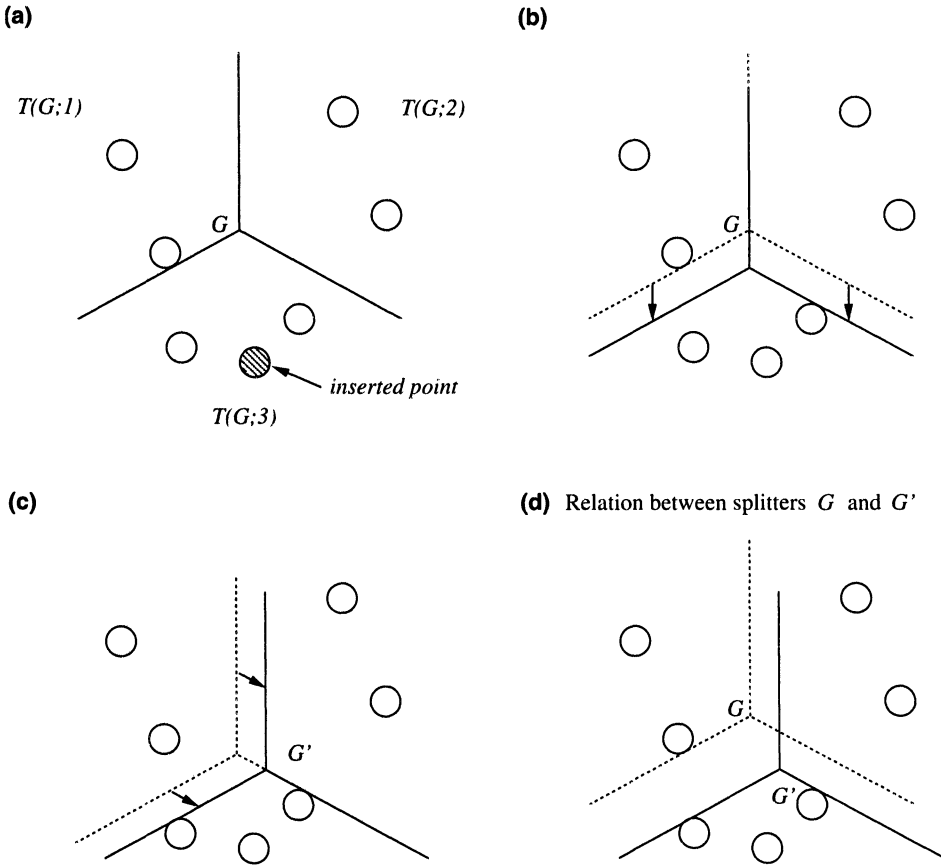 (a)
(b)
T(G;1)
T(G;2)
G
G
inserted point
T(G;3)
(c)
(d) Relation between splitters G and G'
G'
G
G'